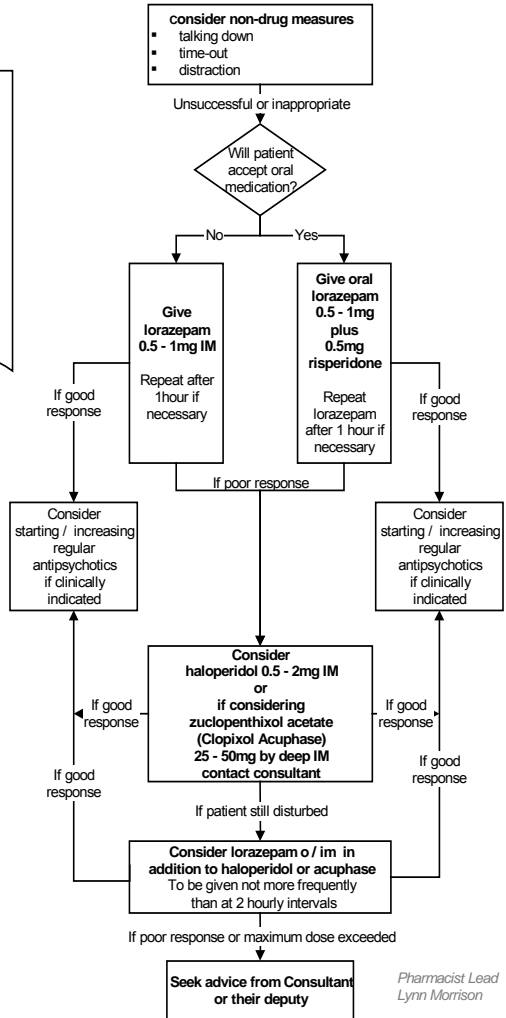 consider non-drug measures
▪ talking down
▪ time-out
▪ distraction
Unsuccessful or inappropriate
Will patient
accept oral
medication?
No
Yes
Give
lorazepam
0.5 - 1mg IM
Repeat after
1hour if
necessary
Give oral
lorazepam
0.5 - 1mg
plus
0.5mg
risperidone
Repeat
lorazepam
after 1 hour if
necessary
If good
response
If good
response
If poor response
Consider
starting / increasing
regular
antipsychotics
if clinically
indicated
Consider
starting / increasing
regular
antipsychotics
if clinically
indicated
Consider
haloperidol 0.5 - 2mg IM
or
if considering
zuclopenthixol acetate
(Clopixol Acuphase)
25 - 50mg by deep IM
contact consultant
If good
response
If good
response
If good
response
If good
response
If patient still disturbed
Consider lorazepam o / im in
addition to haloperidol or acuphase
To be given not more frequently
than at 2 hourly intervals
If poor response or maximum dose exceeded
Seek advice from Consultant
or their deputy
Pharmacist Lead
Lynn Morrison